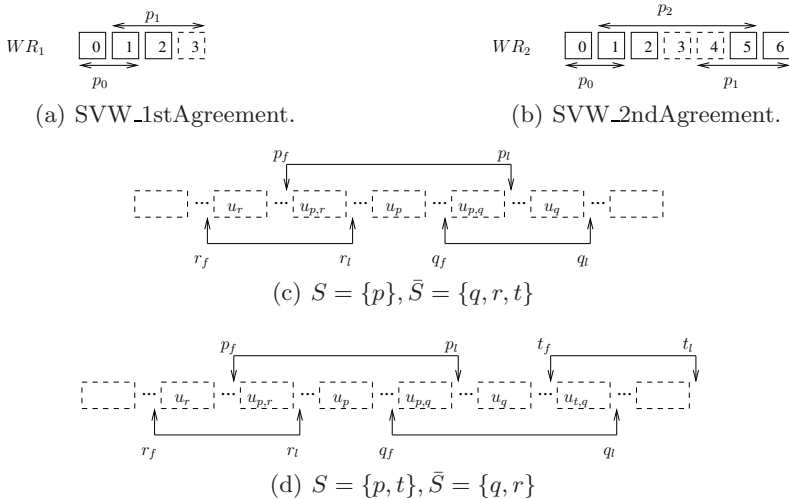 p_1 p_2
WR_1 0 1 2 3 WR_2 0 1 2 3 4 5 6
p_0 p_0 p_1
(a) SVW_1stAgreement. (b) SVW_2ndAgreement.
p_f p_l
... u_r ... u_{p,r} ... u_p ... u_{p,q} ... u_q ...
r_f r_l q_f q_l
(c) S = {p}, S̄ = {q, r, t}
p_f p_l t_f t_l
... u_r ... u_{p,r} ... u_p ... u_{p,q} ... u_q ... u_{t,q} ...
r_f r_l q_f q_l
(d) S = {p, t}, S̄ = {q, r}